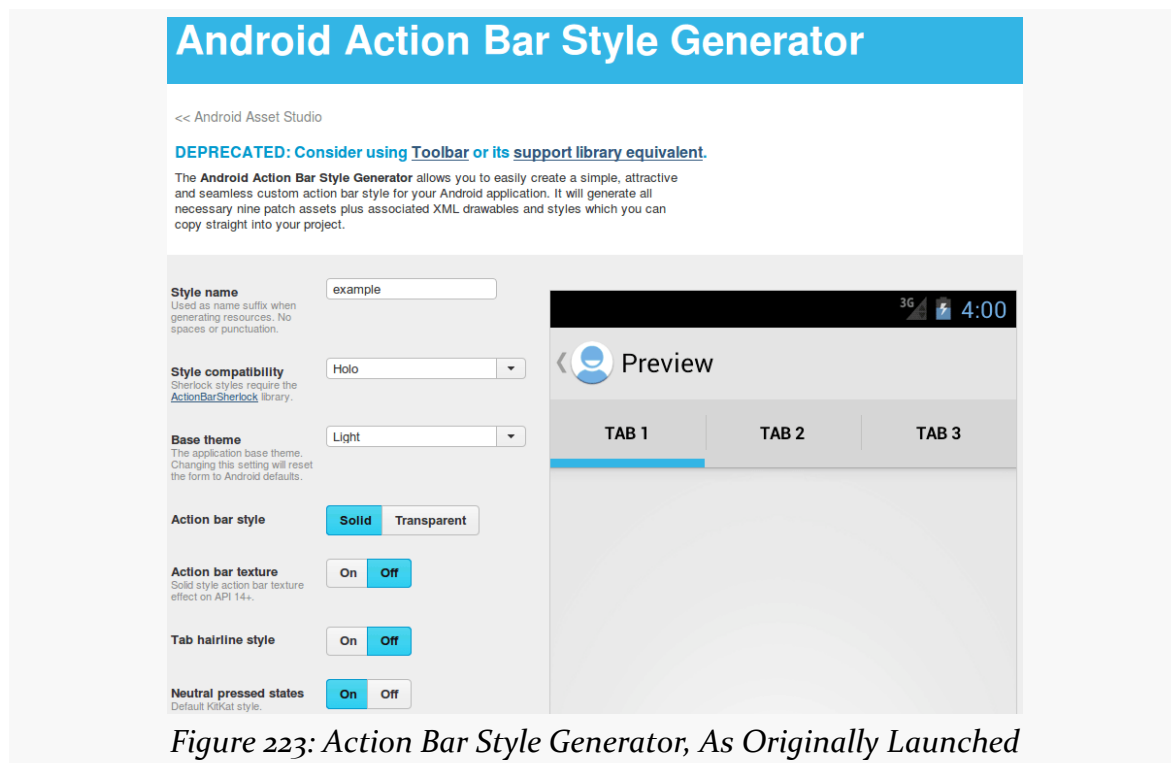 Android Action Bar Style Generator
<< Android Asset Studio
DEPRECATED: Consider using Toolbar or its support library equivalent.
The Android Action Bar Style Generator allows you to easily create a simple, attractive
and seamless custom action bar style for your Android application. It will generate all
necessary nine patch assets plus associated XML drawables and styles which you can
copy straight into your project.
Style name
Used as name suffix when
generating resources. No
spaces or punctuation.
example
Style compatibility
Sherlock styles require the
ActionBarSherlock library.
Holo
Base theme
The application base theme.
Changing this setting will reset
the form to Android defaults.
Light
Action bar style
Solid Transparent
Action bar texture
Solid style action bar texture
effect on API 14+.
On Off
Tab hairline style
On Off
Neutral pressed states
Default KitKat style.
On Off
3G 4:00
Preview
TAB 1 TAB 2 TAB 3
Figure 223: Action Bar Style Generator, As Originally Launched